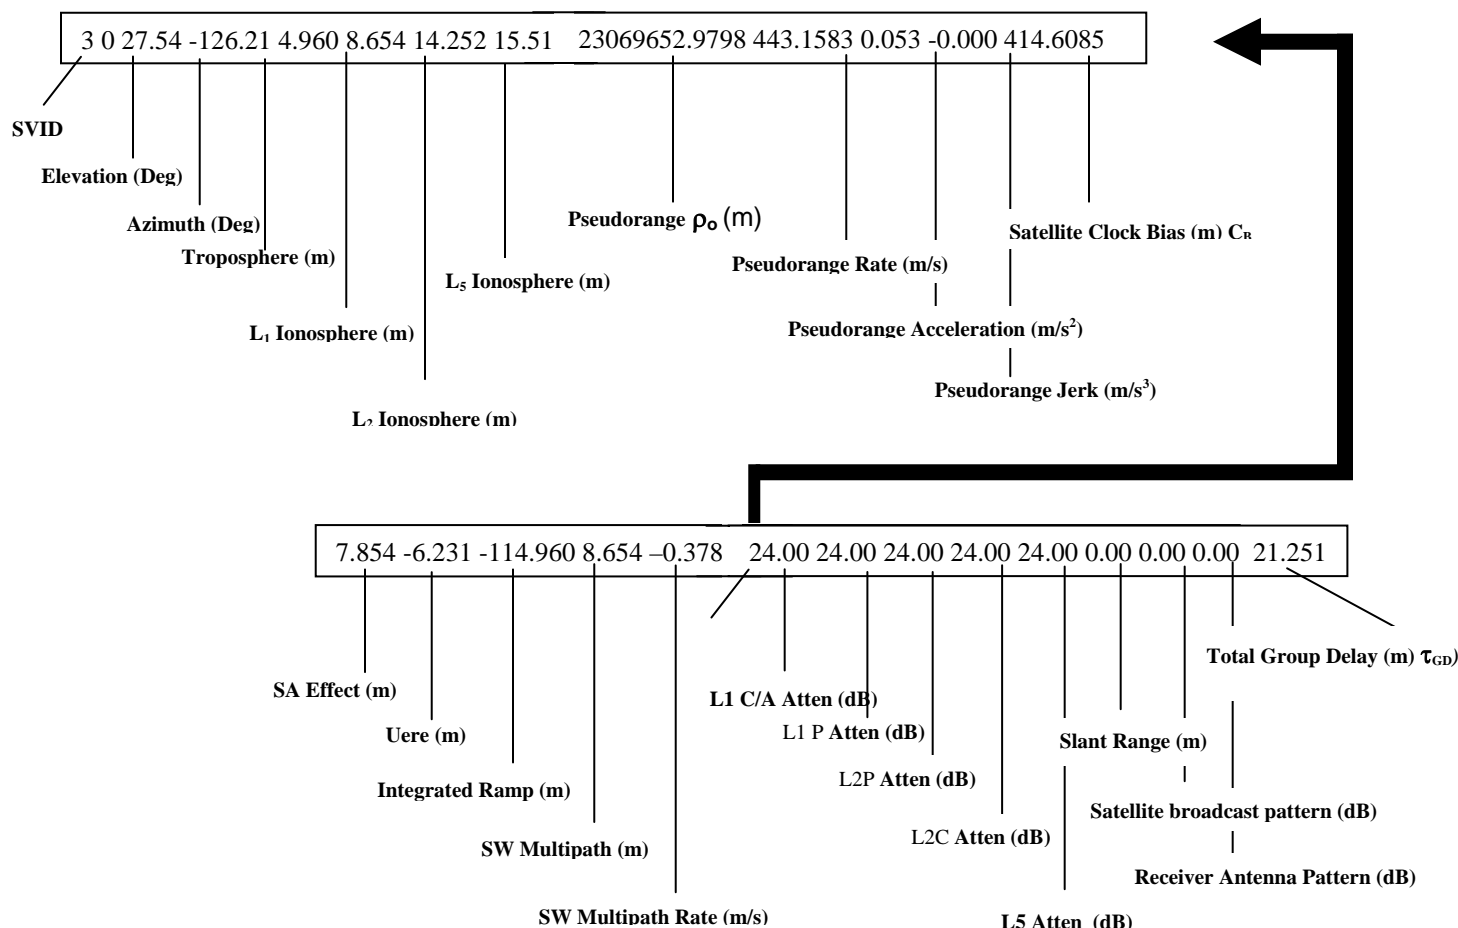 3 0 27.54 -126.21 4.960 8.654 14.252 15.51 23069652.9798 443.1583 0.053 -0.000 414.6085
SVID
Elevation (Deg)
Azimuth (Deg)
Troposphere (m)
L1 Ionosphere (m)
L2 Ionosphere (m)
L5 Ionosphere (m)
Pseudorange ρo (m)
Pseudorange Rate (m/s)
Pseudorange Acceleration (m/s²)
Pseudorange Jerk (m/s³)
Satellite Clock Bias (m) CB
7.854 -6.231 -114.960 8.654 –0.378 24.00 24.00 24.00 24.00 24.00 0.00 0.00 0.00 21.251
SA Effect (m)
Uere (m)
Integrated Ramp (m)
SW Multipath (m)
SW Multipath Rate (m/s)
L1 C/A Atten (dB)
L1 P Atten (dB)
L2P Atten (dB)
L2C Atten (dB)
L5 Atten (dB)
Slant Range (m)
Satellite broadcast pattern (dB)
Receiver Antenna Pattern (dB)
Total Group Delay (m) τGD)